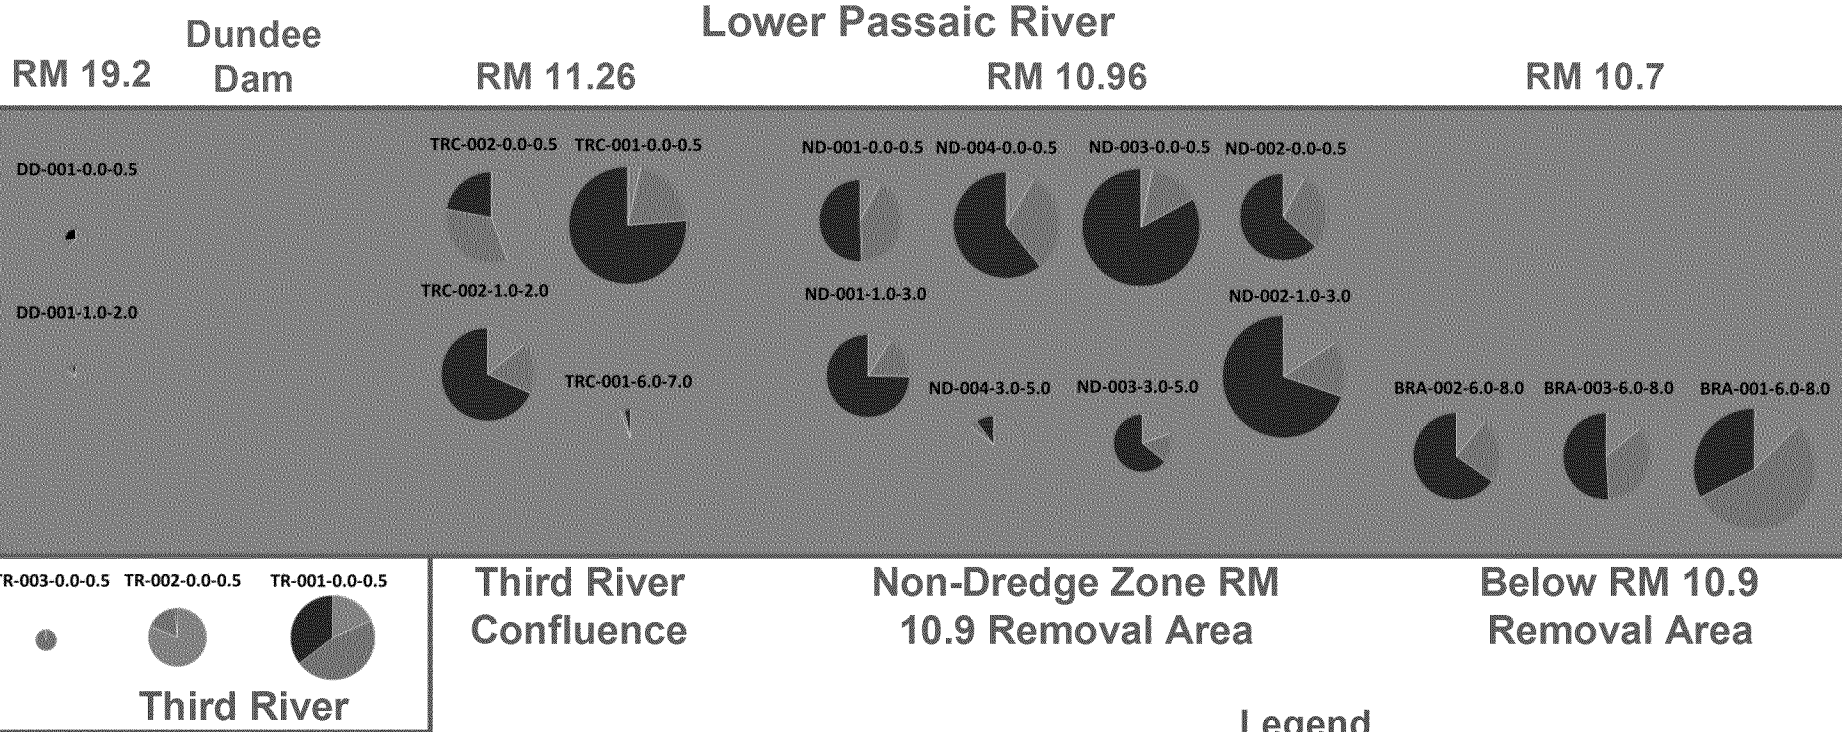 Lower Passaic River
Dundee
Dam
RM 19.2
RM 11.26
RM 10.96
RM 10.7
TRC-002-0.0-0.5
TRC-001-0.0-0.5
ND-001-0.0-0.5
ND-004-0.0-0.5
ND-003-0.0-0.5
ND-002-0.0-0.5
DD-001-0.0-0.5
TRC-002-1.0-2.0
ND-001-1.0-3.0
ND-002-1.0-3.0
DD-001-1.0-2.0
TRC-001-6.0-7.0
ND-004-3.0-5.0
ND-003-3.0-5.0
BRA-002-6.0-8.0
BRA-003-6.0-8.0
BRA-001-6.0-8.0
TR-003-0.0-0.5
TR-002-0.0-0.5
TR-001-0.0-0.5
Third River
Third River
Confluence
Non-Dredge Zone RM
10.9 Removal Area
Below RM 10.9
Removal Area
Legend